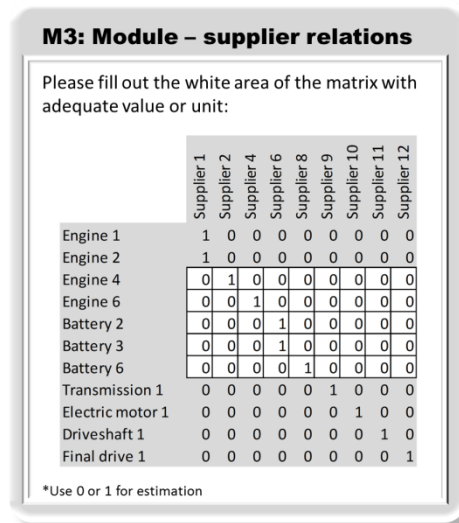 M3: Module – supplier relations
Please fill out the white area of the matrix with
adequate value or unit:
Supplier 1 Supplier 2 Supplier 4 Supplier 6 Supplier 8 Supplier 9 Supplier 10 Supplier 11 Supplier 12
Engine 1 1 0 0 0 0 0 0 0 0
Engine 2 1 0 0 0 0 0 0 0 0
Engine 4 0 1 0 0 0 0 0 0 0
Engine 6 0 0 1 0 0 0 0 0 0
Battery 2 0 0 0 1 0 0 0 0 0
Battery 3 0 0 0 1 0 0 0 0 0
Battery 6 0 0 0 0 1 0 0 0 0
Transmission 1 0 0 0 0 0 1 0 0 0
Electric motor 1 0 0 0 0 0 0 1 0 0
Driveshaft 1 0 0 0 0 0 0 0 1 0
Final drive 1 0 0 0 0 0 0 0 0 1
*Use 0 or 1 for estimation